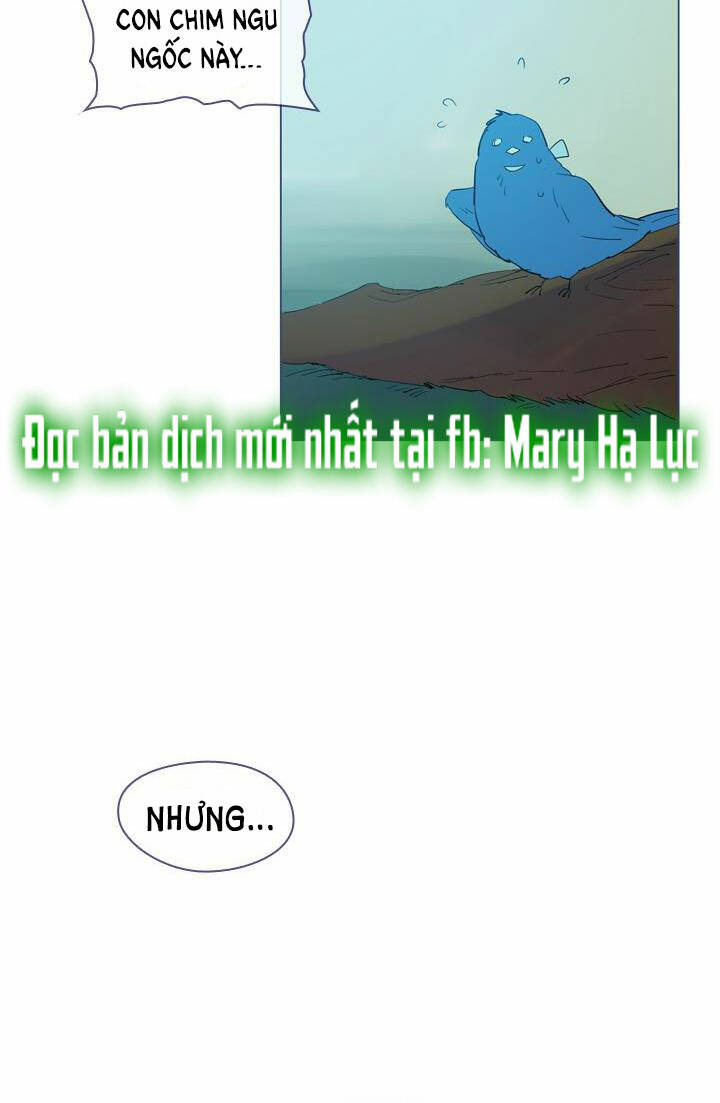 CON CHIM NGU
NGỐC NÀY...
Đọc bản dịch mới nhất tại fb: Mary Hạ Lục
NHƯNG...